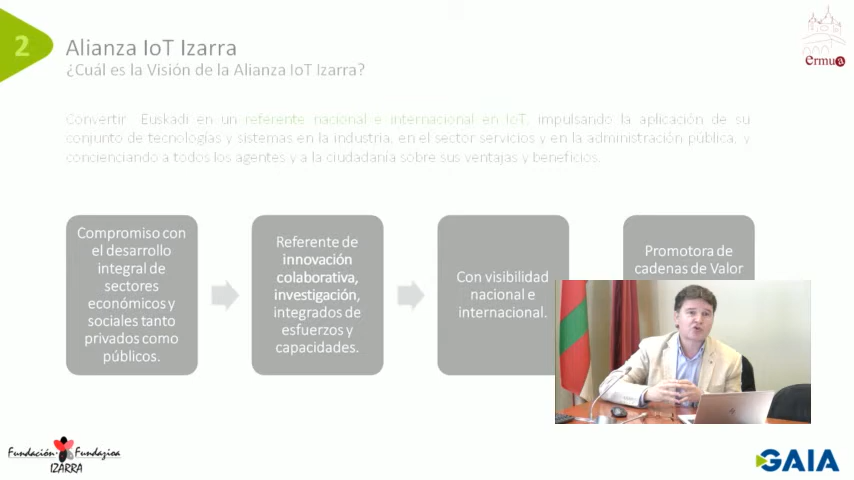 2
Alianza IoT Izarra
¿Cuál es la Visión de la Alianza IoT Izarra?
ermua
Convertir Euskadi en un referente nacional e internacional en IoT, impulsando la aplicación de su
conjunto de tecnologías y sistemas en la industria, en el sector servicios y en la administración pública, y
concienciando a todos los agentes y a la ciudadanía sobre sus ventajas y beneficios.
Compromiso con
el desarrollo
integral de
sectores
económicos y
sociales tanto
privados como
públicos.
Referente de
innovación
colaborativa,
investigación,
integrados de
esfuerzos y
capacidades.
Con visibilidad
nacional e
internacional.
Promotora de
cadenas de Valor
Fundación Fundazioa
IZARRA
GAIA